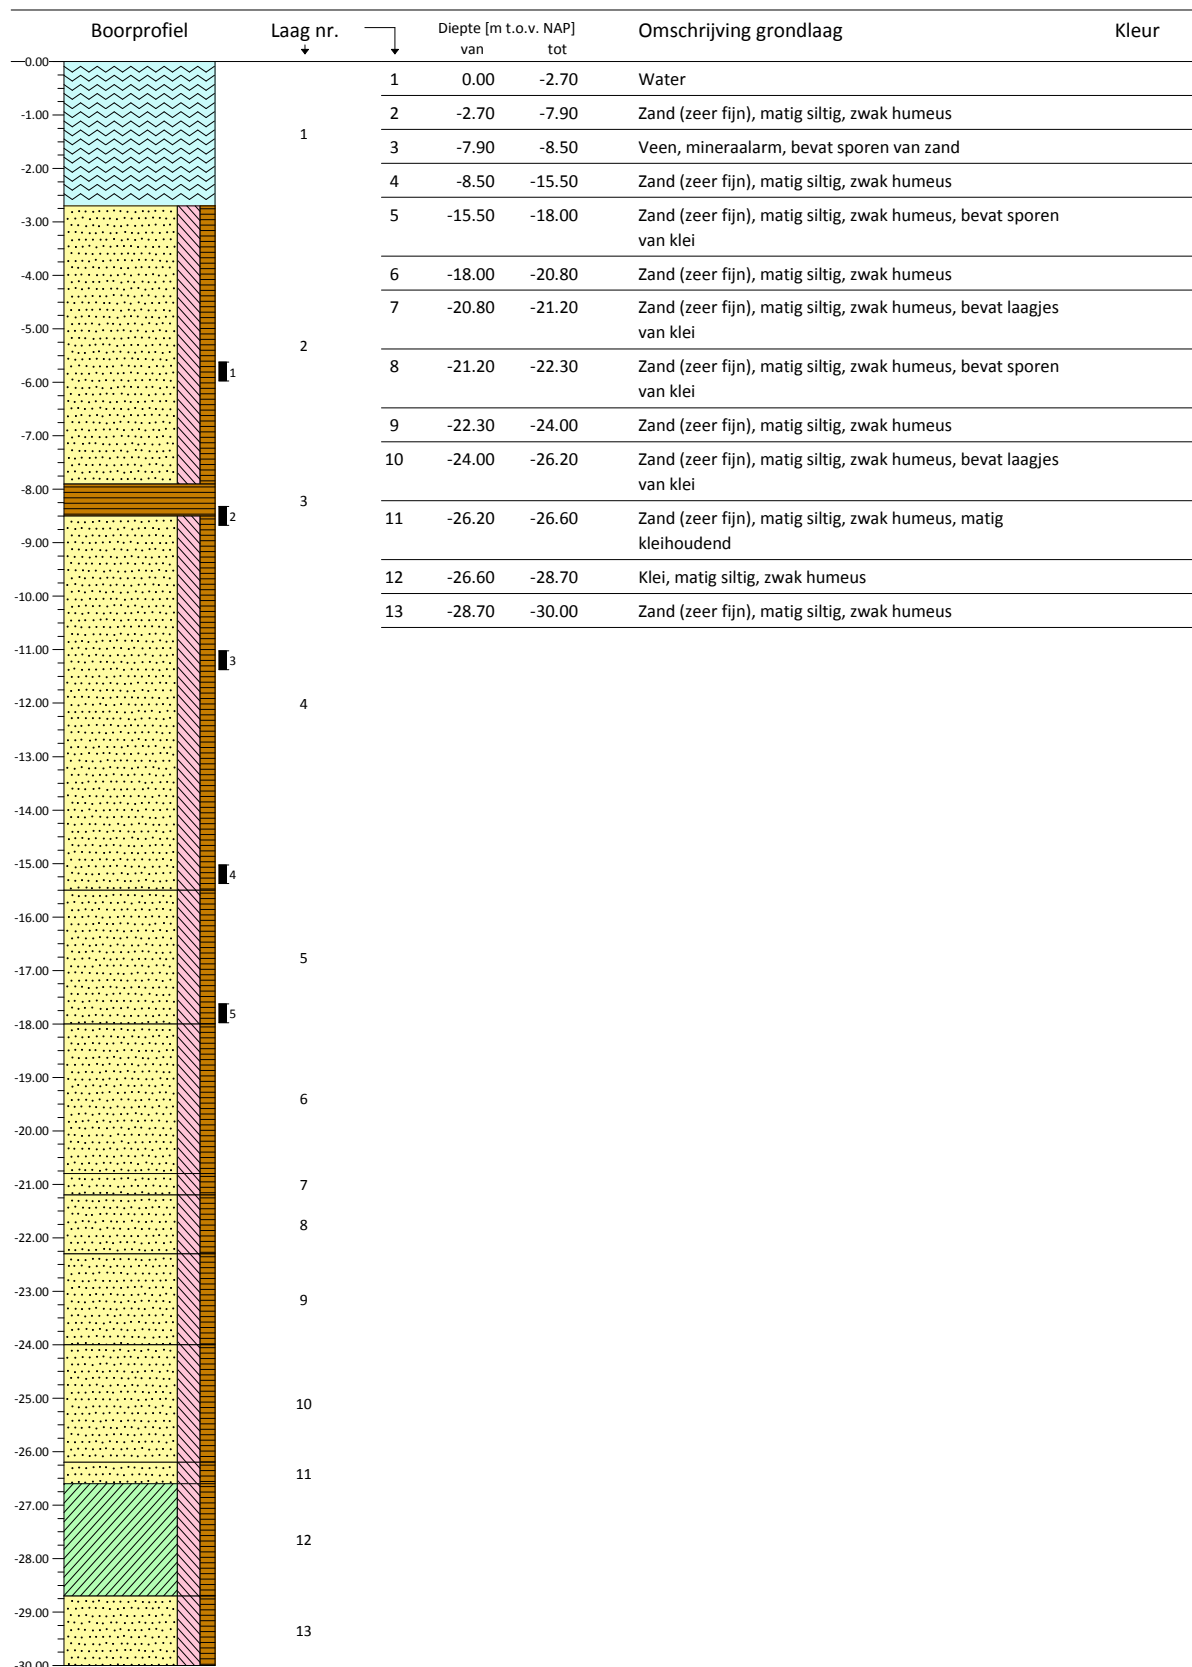 Boorprofiel Laag nr. Diepte [m t.o.v. NAP] Omschrijving grondlaag Kleur
van tot
1 0.00 -2.70 Water
2 -2.70 -7.90 Zand (zeer fijn), matig siltig, zwak humeus
3 -7.90 -8.50 Veen, mineraalarm, bevat sporen van zand
4 -8.50 -15.50 Zand (zeer fijn), matig siltig, zwak humeus
5 -15.50 -18.00 Zand (zeer fijn), matig siltig, zwak humeus, bevat sporen
van klei
6 -18.00 -20.80 Zand (zeer fijn), matig siltig, zwak humeus
7 -20.80 -21.20 Zand (zeer fijn), matig siltig, zwak humeus, bevat laagjes
van klei
8 -21.20 -22.30 Zand (zeer fijn), matig siltig, zwak humeus, bevat sporen
van klei
9 -22.30 -24.00 Zand (zeer fijn), matig siltig, zwak humeus
10 -24.00 -26.20 Zand (zeer fijn), matig siltig, zwak humeus, bevat laagjes
van klei
11 -26.20 -26.60 Zand (zeer fijn), matig siltig, zwak humeus, matig
kleihoudend
12 -26.60 -28.70 Klei, matig siltig, zwak humeus
13 -28.70 -30.00 Zand (zeer fijn), matig siltig, zwak humeus
0.00
-1.00
1
-2.00
-3.00
-4.00
-5.00
2
1
-6.00
-7.00
-8.00
3
2
-9.00
-10.00
-11.00
3
-12.00
4
-13.00
-14.00
-15.00
4
-16.00
5
-17.00
5
-18.00
-19.00
6
-20.00
-21.00
7
8
-22.00
-23.00
9
-24.00
-25.00
10
-26.00
11
-27.00
12
-28.00
-29.00
13
-30.00